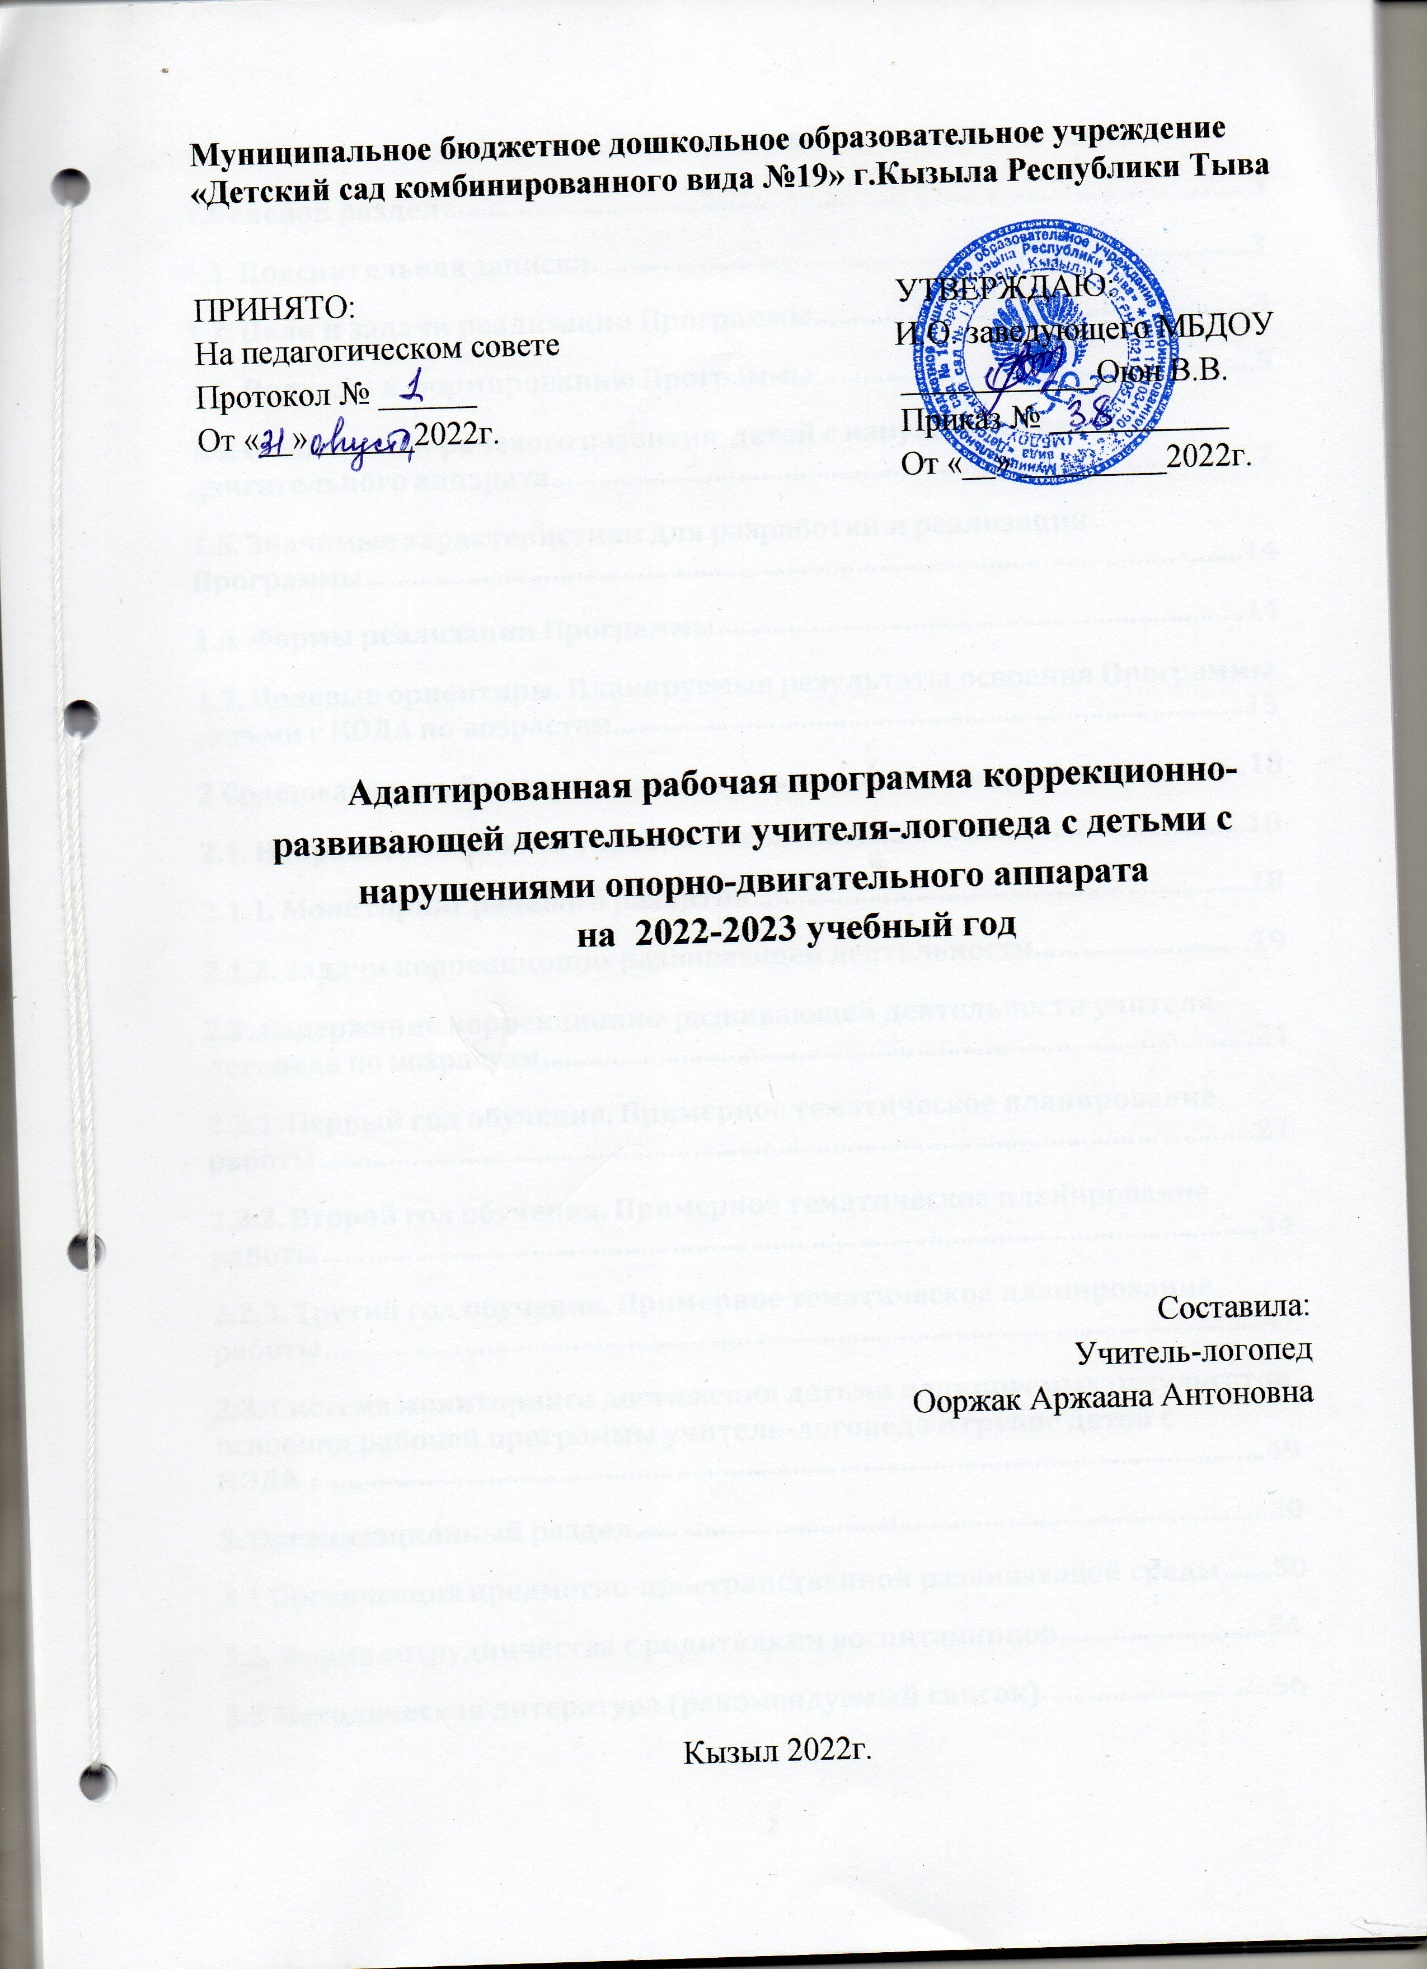 Муниципальное бюджетное дошкольное образовательное учреждение
«Детский сад комбинированного вида №19» г.Кызыла Республики Тыва
ПРИНЯТО:
На педагогическом совете
Протокол № 1
От «31» августа 2022г.
УТВЕРЖДАЮ:
И.О. заведующего МБДОУ
____________Оюн В.В.
Приказ № 38
От «__»__________2022г.
Адаптированная рабочая программа коррекционно-
развивающей деятельности учителя-логопеда с детьми с
нарушениями опорно-двигательного аппарата
на 2022-2023 учебный год
Составила:
Учитель-логопед
Ооржак Аржаана Антоновна
Кызыл 2022г.